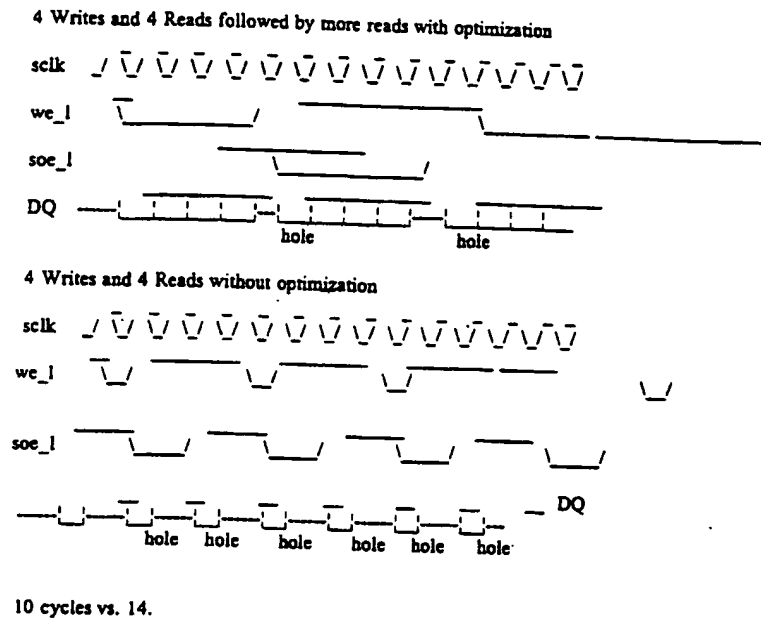 4 Writes and 4 Reads followed by more reads with optimization
sclk
we_l
soe_l
DQ
hole hole
4 Writes and 4 Reads without optimization
sclk
we_l
soe_l
DQ
hole hole hole hole hole hole
10 cycles vs. 14.